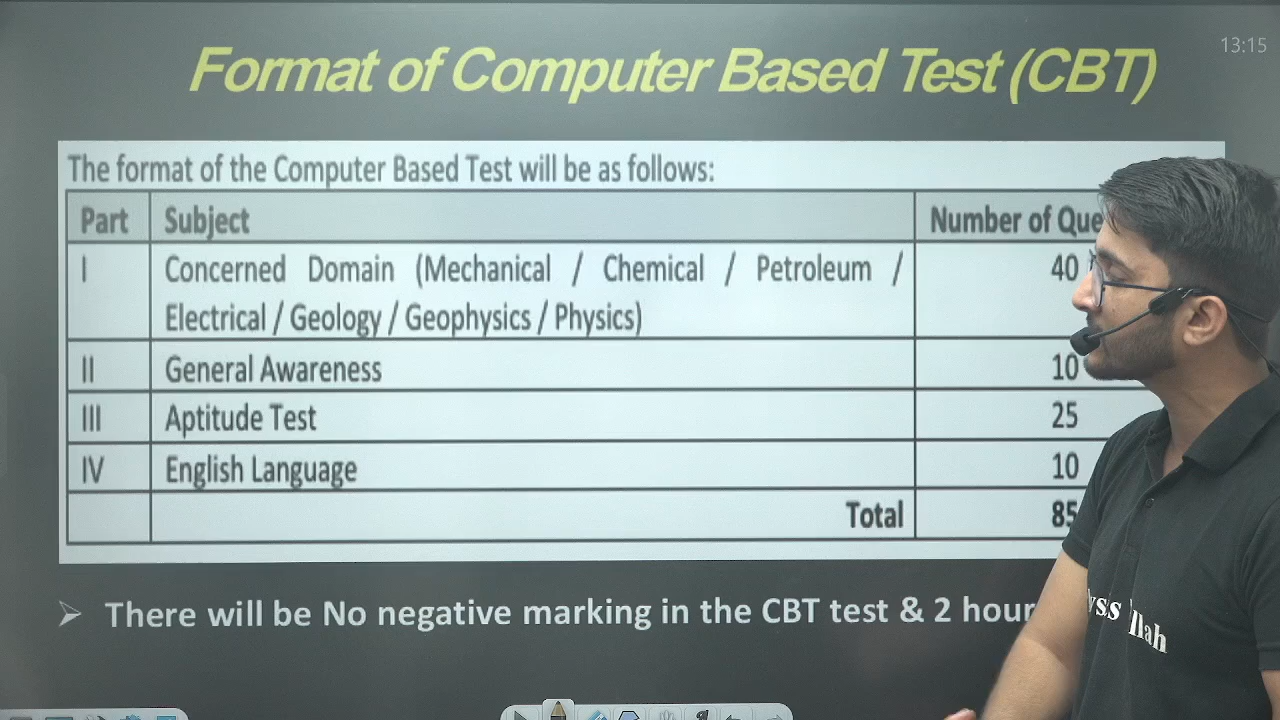 Format of Computer Based Test (CBT)
13:15
The format of the Computer Based Test will be as follows:
Part Subject Number of Que
I Concerned Domain (Mechanical / Chemical / Petroleum / 40
Electrical / Geology / Geophysics / Physics)
II General Awareness 10
III Aptitude Test 25
IV English Language 10
Total 85
➢ There will be No negative marking in the CBT test & 2 hour